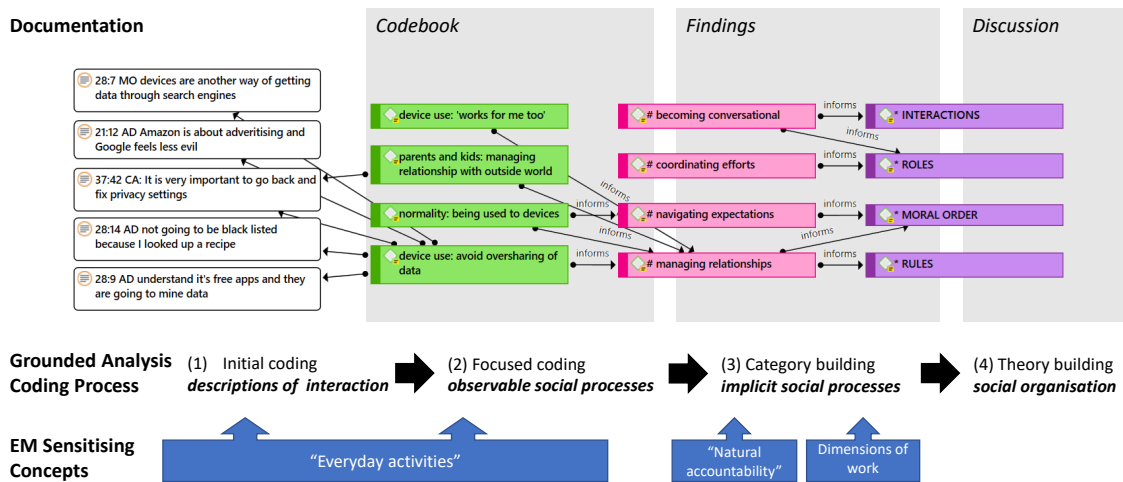 Documentation
Codebook
Findings
Discussion
28:7 MO devices are another way of getting
data through search engines
21:12 AD Amazon is about advertising and
Google feels less evil
37:42 CA: It is very important to go back and
fix privacy settings
28:14 AD not going to be black listed
because I looked up a recipe
28:9 AD understand it's free apps and they
are going to mine data
device use: 'works for me too'
parents and kids: managing
relationship with outside world
normality: being used to devices
device use: avoid oversharing of
data
informs
informs
informs
# becoming conversational
# coordinating efforts
# navigating expectations
# managing relationships
informs
informs
informs
informs
informs
informs
* INTERACTIONS
* ROLES
* MORAL ORDER
* RULES
Grounded Analysis
Coding Process
(1) Initial coding
descriptions of interaction
(2) Focused coding
observable social processes
(3) Category building
implicit social processes
(4) Theory building
social organisation
EM Sensitising
Concepts
“Everyday activities”
“Natural
accountability”
Dimensions of
work